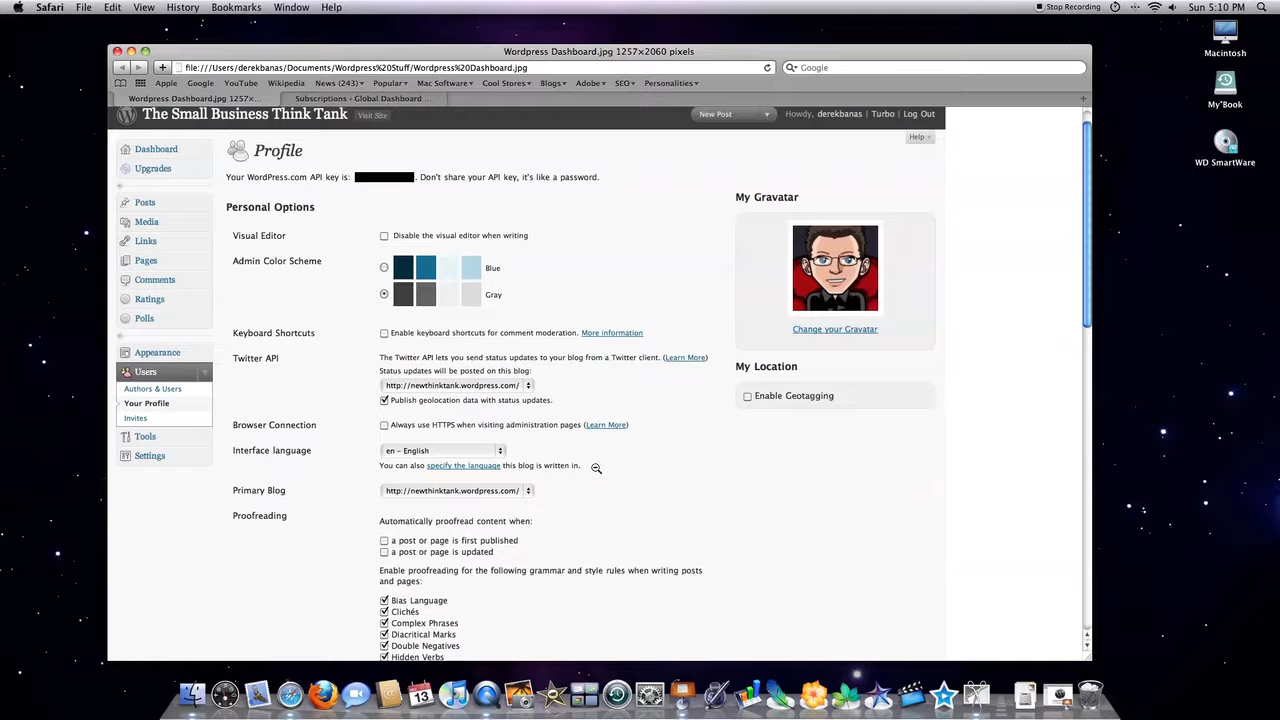 Safari File Edit View History Bookmarks Window Help
Stop Recording Sun 5:10 PM
Macintosh
My Book
WD SmartWare
Wordpress Dashboard.jpg 1257×2060 pixels
file:///Users/derekbanas/Documents/Wordpress%20Stuff/Wordpress%20Dashboard.jpg
Google
Apple Google YouTube Wikipedia News (243) Popular Mac Software Cool Stores Blogs Adobe SEO Personalities
Wordpress Dashboard.jpg 1257×... Subscriptions ‹ Global Dashboard ...
The Small Business Think Tank Visit Site
New Post Howdy, derekbanas | Turbo | Log Out
Help
Dashboard
Upgrades
Posts
Media
Links
Pages
Comments
Ratings
Polls
Appearance
Users
Authors & Users
Your Profile
Invites
Tools
Settings
Profile
Your WordPress.com API key is: . Don't share your API key, it's like a password.
Personal Options
Visual Editor Disable the visual editor when writing
Admin Color Scheme
Blue
Gray
Keyboard Shortcuts Enable keyboard shortcuts for comment moderation. More information
Twitter API The Twitter API lets you send status updates to your blog from a Twitter client. (Learn More)
Status updates will be posted on this blog:
http://newthinktank.wordpress.com/
Publish geolocation data with status updates.
Browser Connection Always use HTTPS when visiting administration pages (Learn More)
Interface language en – English
You can also specify the language this blog is written in.
Primary Blog http://newthinktank.wordpress.com/
Proofreading Automatically proofread content when:
a post or page is first published
a post or page is updated
Enable proofreading for the following grammar and style rules when writing posts
and pages:
Bias Language
Clichés
Complex Phrases
Diacritical Marks
Double Negatives
Hidden Verbs
My Gravatar
Change your Gravatar
My Location
Enable Geotagging
13